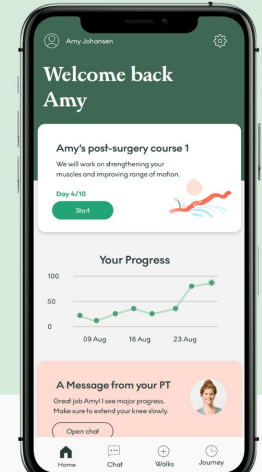 Amy Johansen
Welcome back
Amy
Amy's post-surgery course 1
We will work on strengthening your
muscles and improving range of motion.
Day 4/10
Start
Your Progress
100
50
0
09 Aug 16 Aug 23 Aug
A Message from your PT
Great job Amy! I see major progress.
Make sure to extend your knee slowly.
Open chat
Home Chat Walks Journey